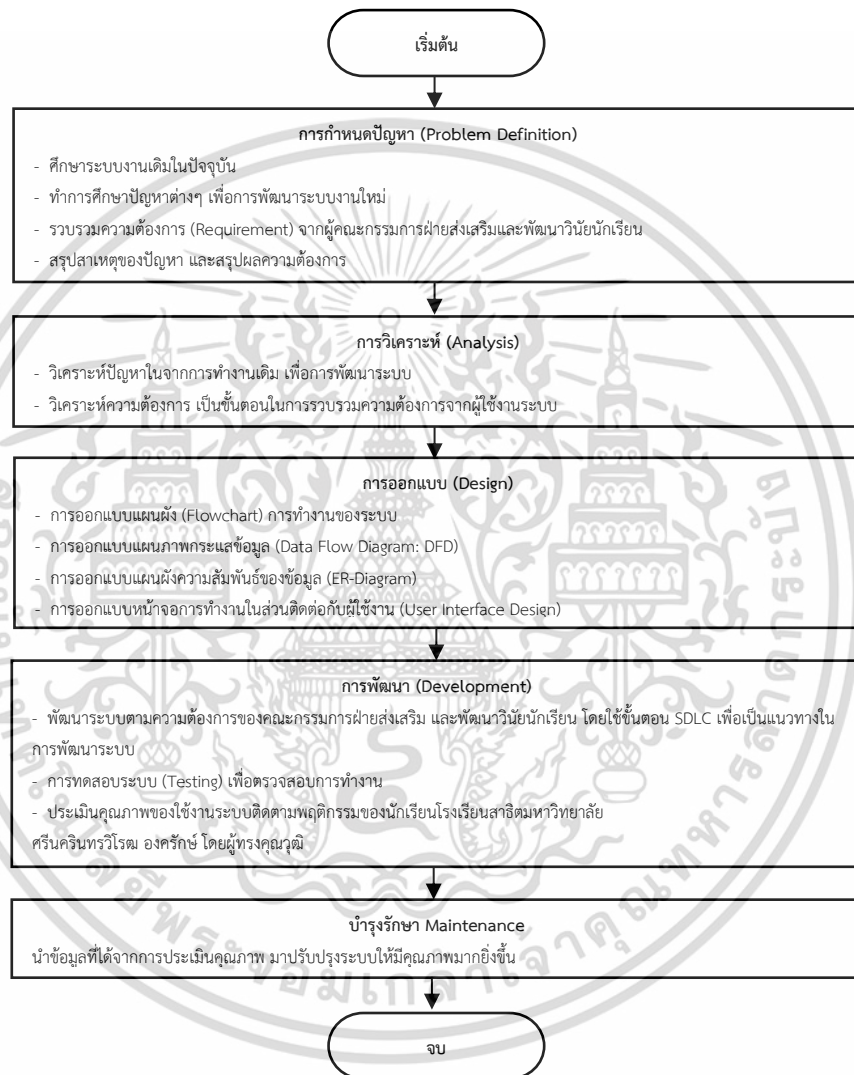 เริ่มต้น
การกำหนดปัญหา (Problem Definition)
- ศึกษาระบบงานเดิมในปัจจุบัน
- ทำการศึกษาปัญหาต่างๆ เพื่อการพัฒนาระบบงานใหม่
- รวบรวมความต้องการ (Requirement) จากผู้คณะกรรมการฝ่ายส่งเสริมและพัฒนาวินัยนักเรียน
- สรุปสาเหตุของปัญหา และสรุปผลความต้องการ
การวิเคราะห์ (Analysis)
- วิเคราะห์ปัญหาในจากการทำงานเดิม เพื่อการพัฒนาระบบ
- วิเคราะห์ความต้องการ เป็นขั้นตอนในการรวบรวมความต้องการจากผู้ใช้งานระบบ
การออกแบบ (Design)
- การออกแบบแผนผัง (Flowchart) การทำงานของระบบ
- การออกแบบแผนภาพกระแสข้อมูล (Data Flow Diagram: DFD)
- การออกแบบแผนผังความสัมพันธ์ของข้อมูล (ER-Diagram)
- การออกแบบหน้าจอการทำงานในส่วนติดต่อกับผู้ใช้งาน (User Interface Design)
การพัฒนา (Development)
- พัฒนาระบบตามความต้องการของคณะกรรมการฝ่ายส่งเสริม และพัฒนาวินัยนักเรียน โดยใช้ขั้นตอน SDLC เพื่อเป็นแนวทางใน
การพัฒนาระบบ
- การทดสอบระบบ (Testing) เพื่อตรวจสอบการทำงาน
- ประเมินคุณภาพของใช้งานระบบติดตามพฤติกรรมของนักเรียนโรงเรียนสาธิตมหาวิทยาลัย
ศรีนครินทรวิโรฒ องครักษ์ โดยผู้ทรงคุณวุฒิ
บำรุงรักษา Maintenance
นำข้อมูลที่ได้จากการประเมินคุณภาพ มาปรับปรุงระบบให้มีคุณภาพมากยิ่งขึ้น
จบ